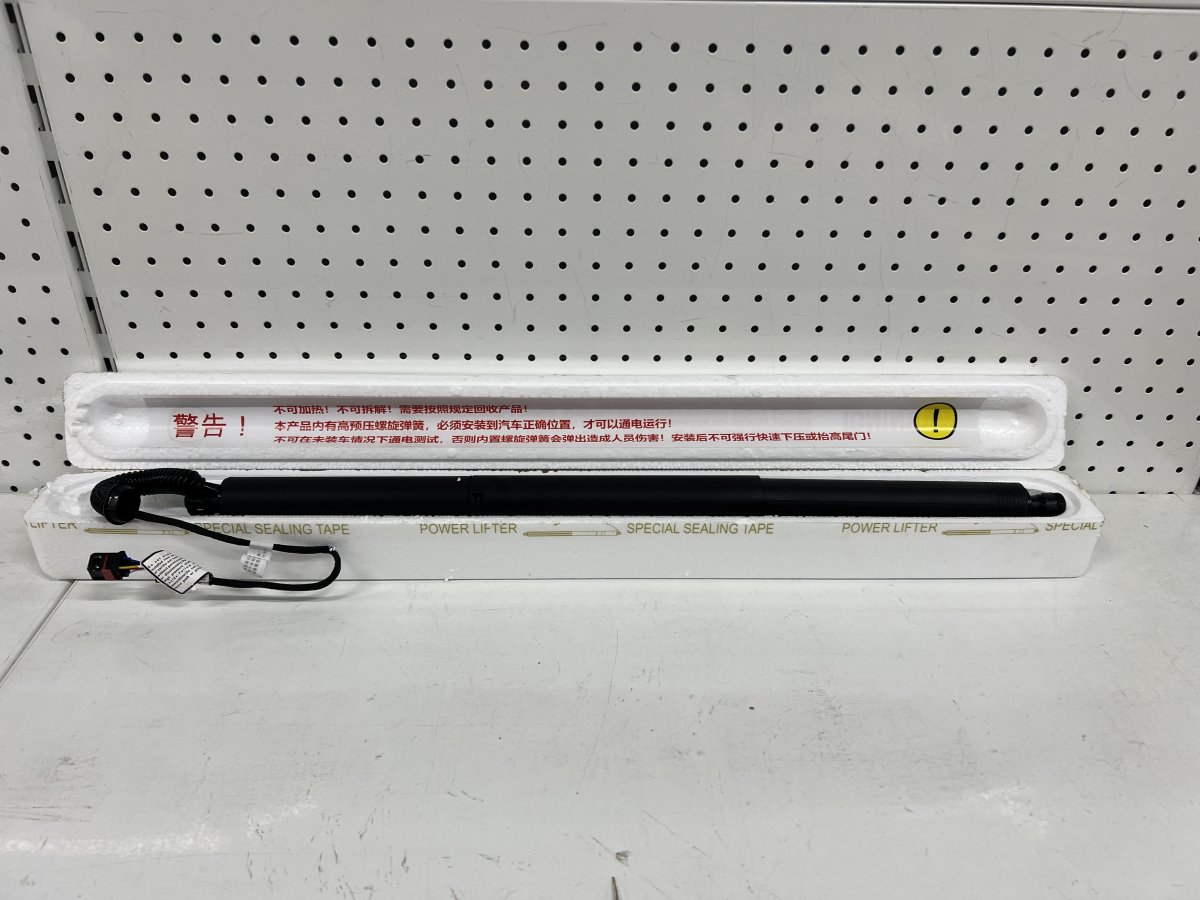 警告！
不可加热！不可拆解！需要按照规定回收产品！
本产品内有高预压螺旋弹簧，必须安装到汽车正确位置，才可以通电运行！
不可在未装车情况下通电测试，否则内置螺旋弹簧会弹出造成人员伤害！安装后不可强行快速下压或抬高尾门！
!
LIFTER SPECIAL SEALING TAPE POWER LIFTER SPECIAL SEALING TAPE POWER LIFTER SPECIAL